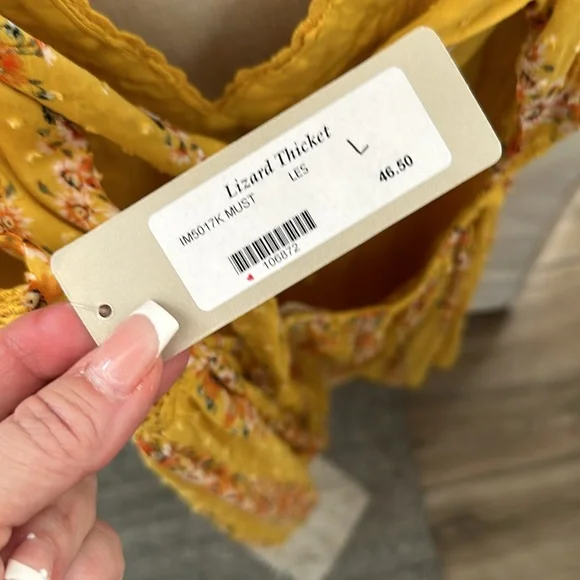 Lizard Thicket
LES L
IM5017K MUST
46.50
106872